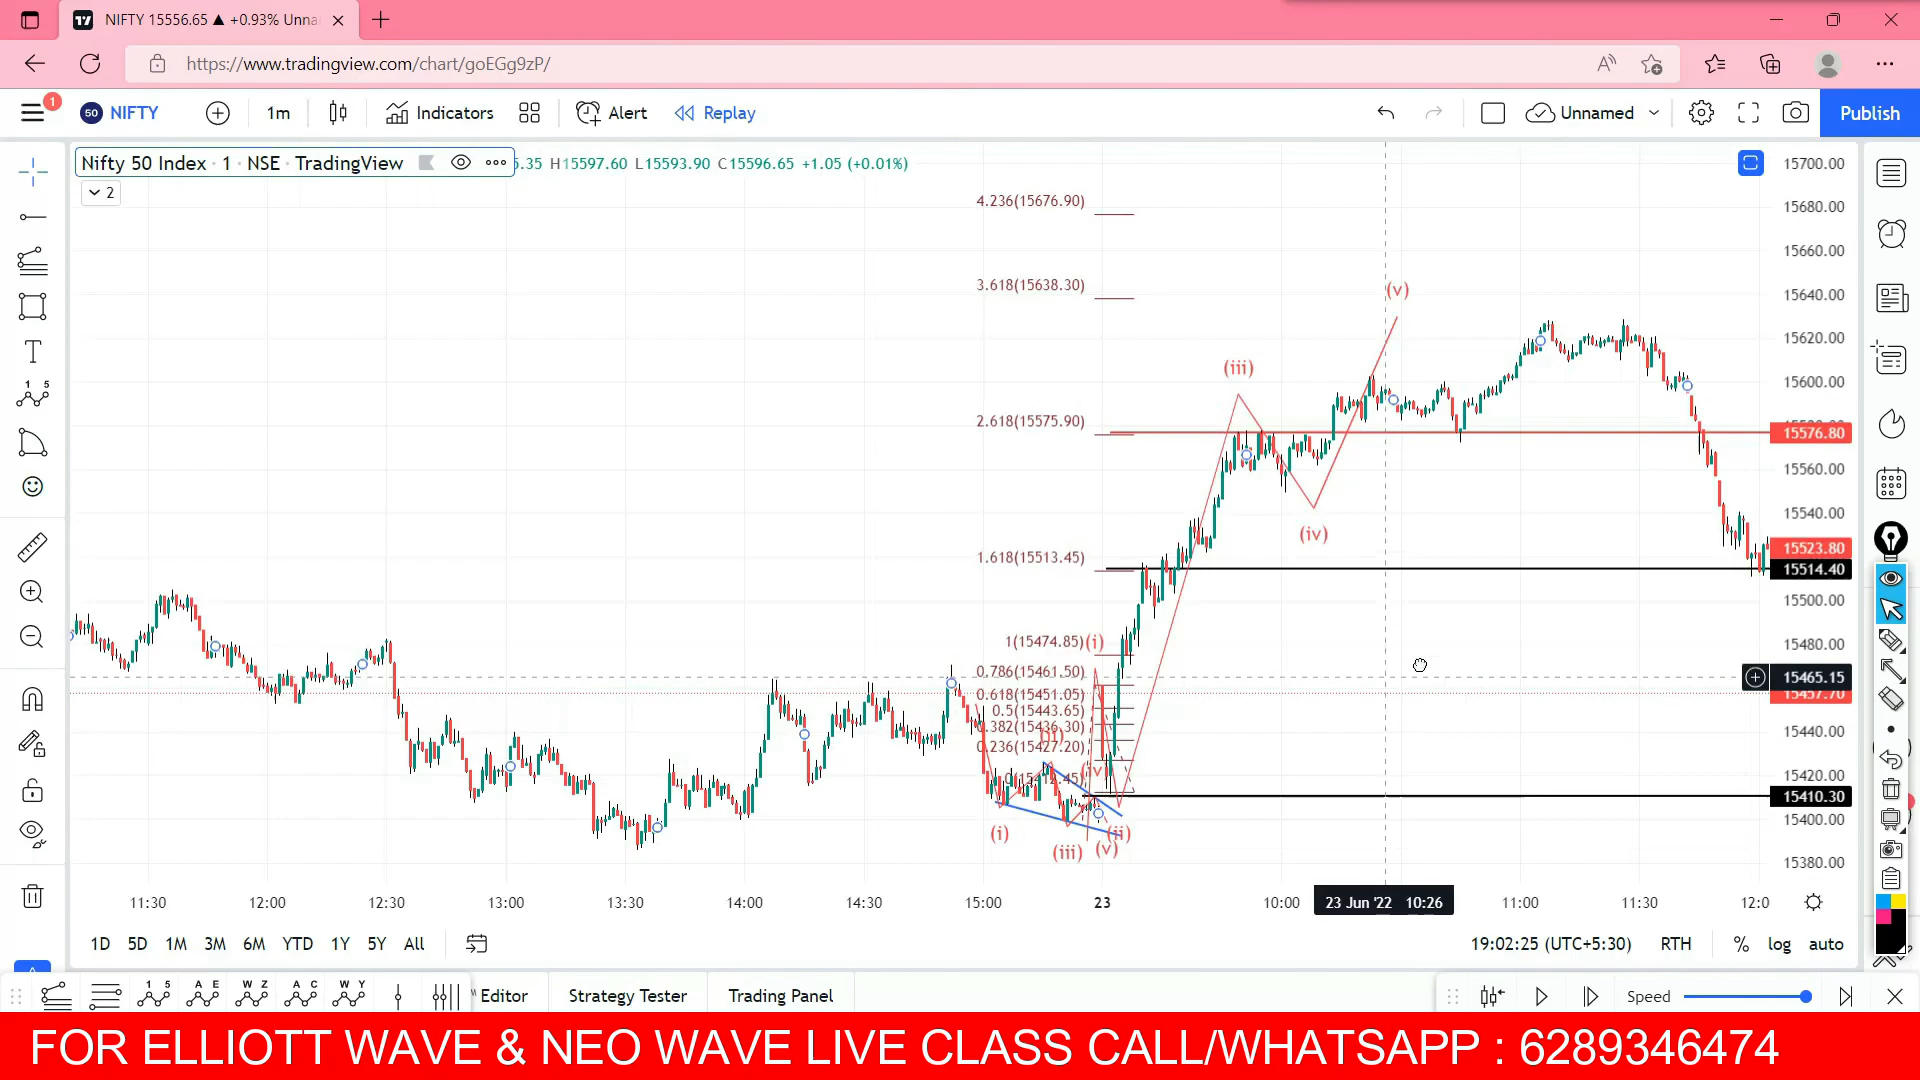 NIFTY 15556.65 ▲ +0.93% Unna
https://www.tradingview.com/chart/goEGg9zP/
1
50 NIFTY 1m Indicators Alert Replay Unnamed Publish
Nifty 50 Index · 1 · NSE · TradingView 5.35 H15597.60 L15593.90 C15596.65 +1.05 (+0.01%)
2
15700.00
4.236(15676.90)
15680.00
15660.00
3.618(15638.30)
(v)
15640.00
15620.00
(iii)
15600.00
2.618(15575.90)
15576.80
15560.00
(iv)
15540.00
1.618(15513.45)
15523.80
15514.40
15500.00
1(15474.85)
(i)
15480.00
0.786(15461.50)
15465.15
0.618(15451.05)
15457.70
0.5(15443.65)
0.382(15436.30)
15440.00
0.236(15427.20)
15420.00
15410.30
15400.00
(i)
(ii)
(iii)
(v)
15380.00
11:30 12:00 12:30 13:00 13:30 14:00 14:30 15:00 23 10:00 23 Jun '22 10:26 11:00 11:30 12:0
1D 5D 1M 3M 6M YTD 1Y 5Y All 19:02:25 (UTC+5:30) RTH % log auto
Editor Strategy Tester Trading Panel Speed
FOR ELLIOTT WAVE & NEO WAVE LIVE CLASS CALL/WHATSAPP : 6289346474